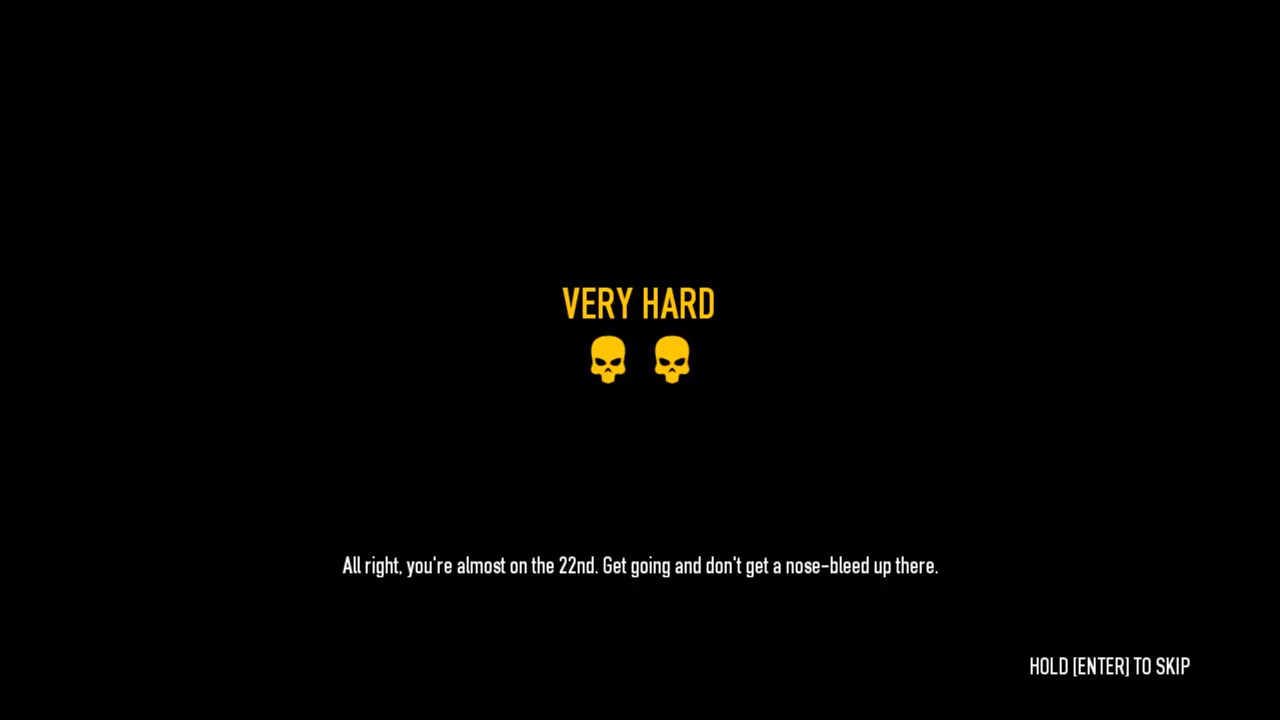 VERY HARD
All right, you're almost on the 22nd. Get going and don't get a nose-bleed up there.
HOLD [ENTER] TO SKIP